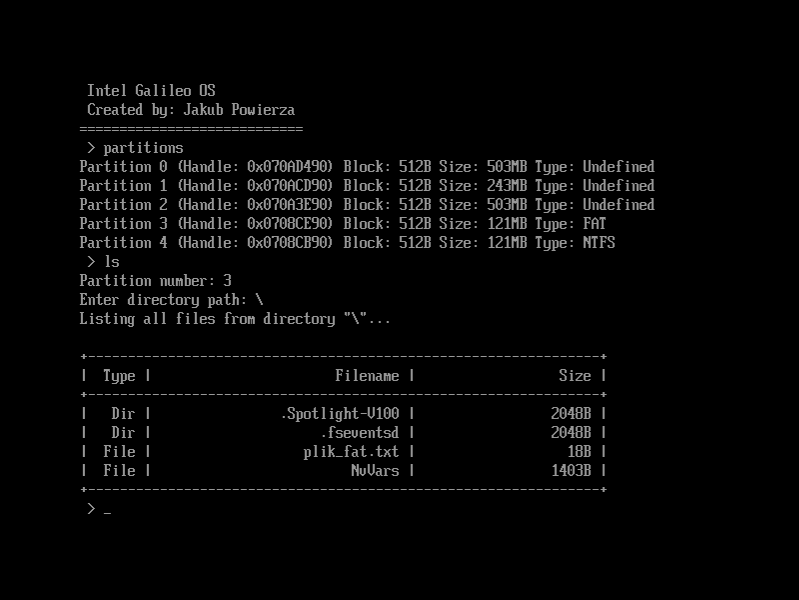 Intel Galileo OS
Created by: Jakub Powierza
============================
> partitions
Partition 0 (Handle: 0x070AD490) Block: 512B Size: 503MB Type: Undefined
Partition 1 (Handle: 0x070ACD90) Block: 512B Size: 243MB Type: Undefined
Partition 2 (Handle: 0x070A3E90) Block: 512B Size: 503MB Type: Undefined
Partition 3 (Handle: 0x0708CE90) Block: 512B Size: 121MB Type: FAT
Partition 4 (Handle: 0x0708CB90) Block: 512B Size: 121MB Type: NTFS
> ls
Partition number: 3
Enter directory path: \
Listing all files from directory "\"...
+----------------------------------------------------------------+
| Type | Filename | Size |
+----------------------------------------------------------------+
| Dir | .Spotlight-V100 | 2048B |
| Dir | .fseventsd | 2048B |
| File | plik_fat.txt | 18B |
| File | NvVars | 1403B |
+----------------------------------------------------------------+
> _